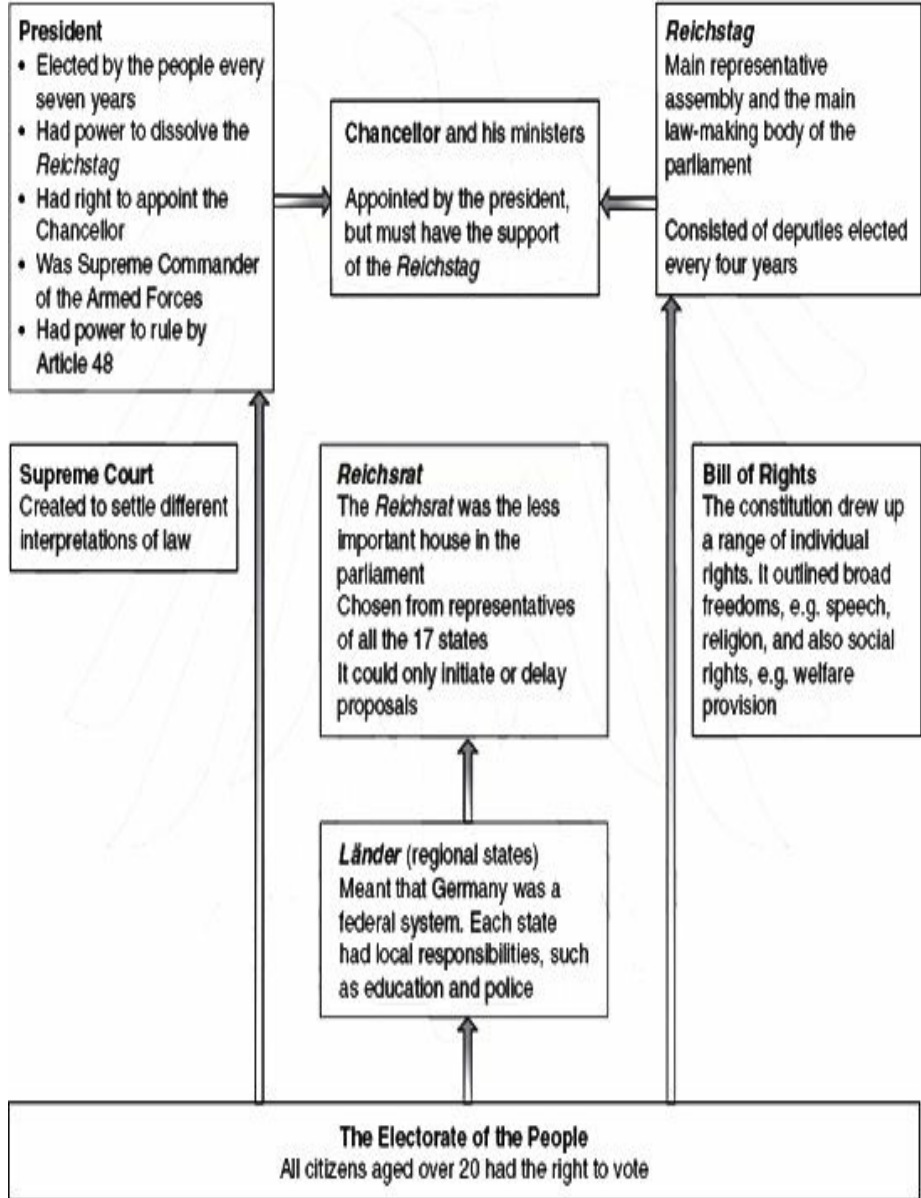 President
• Elected by the people every
seven years
• Had power to dissolve the
Reichstag
• Had right to appoint the
Chancellor
• Was Supreme Commander
of the Armed Forces
• Had power to rule by
Article 48
Chancellor and his ministers
Appointed by the president,
but must have the support
of the Reichstag
Reichstag
Main representative
assembly and the main
law-making body of the
parliament
Consisted of deputies elected
every four years
Supreme Court
Created to settle different
interpretations of law
Reichsrat
The Reichsrat was the less
important house in the
parliament
Chosen from representatives
of all the 17 states
It could only initiate or delay
proposals
Bill of Rights
The constitution drew up
a range of individual
rights. It outlined broad
freedoms, e.g. speech,
religion, and also social
rights, e.g. welfare
provision
Länder (regional states)
Meant that Germany was a
federal system. Each state
had local responsibilities, such
as education and police
The Electorate of the People
All citizens aged over 20 had the right to vote